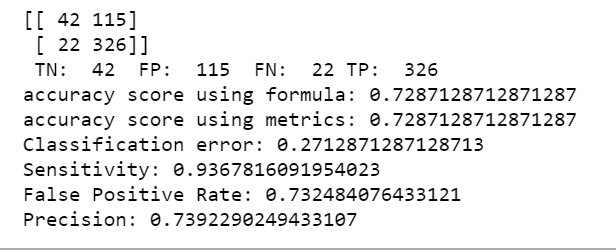 [[ 42 115]
 [ 22 326]]
 TN:  42  FP:  115  FN:  22 TP:  326
accuracy score using formula: 0.7287128712871287
accuracy score using metrics: 0.7287128712871287
Classification error: 0.2712871287128713
Sensitivity: 0.9367816091954023
False Positive Rate: 0.732484076433121
Precision: 0.7392290249433107